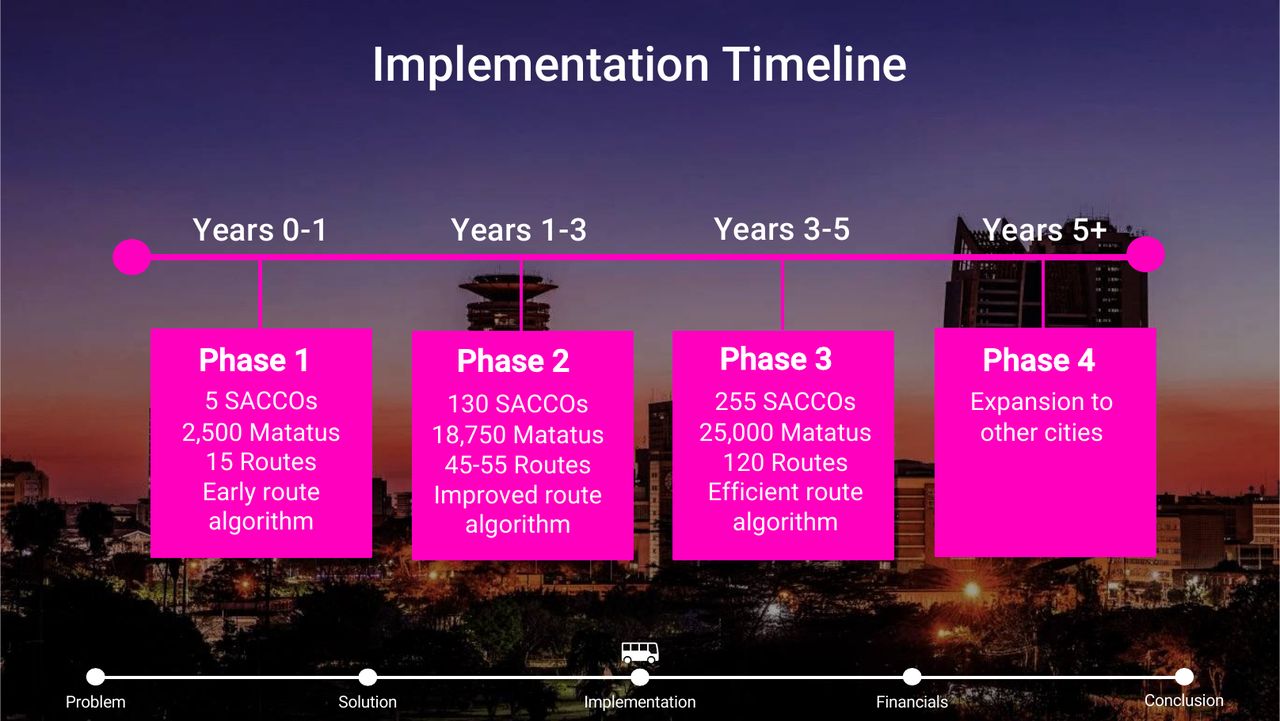 Implementation Timeline
Years 0-1
Years 1-3
Years 3-5
Years 5+
Phase 1
5 SACCOs
2,500 Matatus
15 Routes
Early route
algorithm
Phase 2
130 SACCOs
18,750 Matatus
45-55 Routes
Improved route
algorithm
Phase 3
255 SACCOs
25,000 Matatus
120 Routes
Efficient route
algorithm
Phase 4
Expansion to
other cities
Problem
Solution
Implementation
Financials
Conclusion